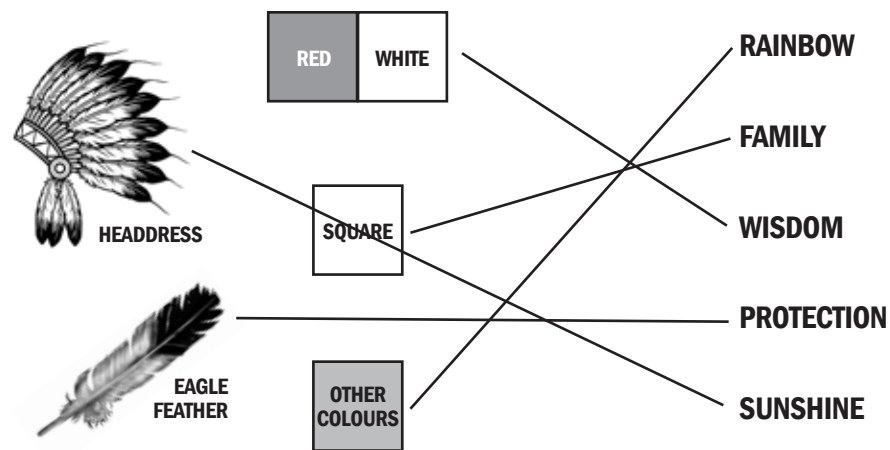 RED
WHITE
HEADDRESS
SQUARE
EAGLE
FEATHER
OTHER
COLOURS
RAINBOW
FAMILY
WISDOM
PROTECTION
SUNSHINE